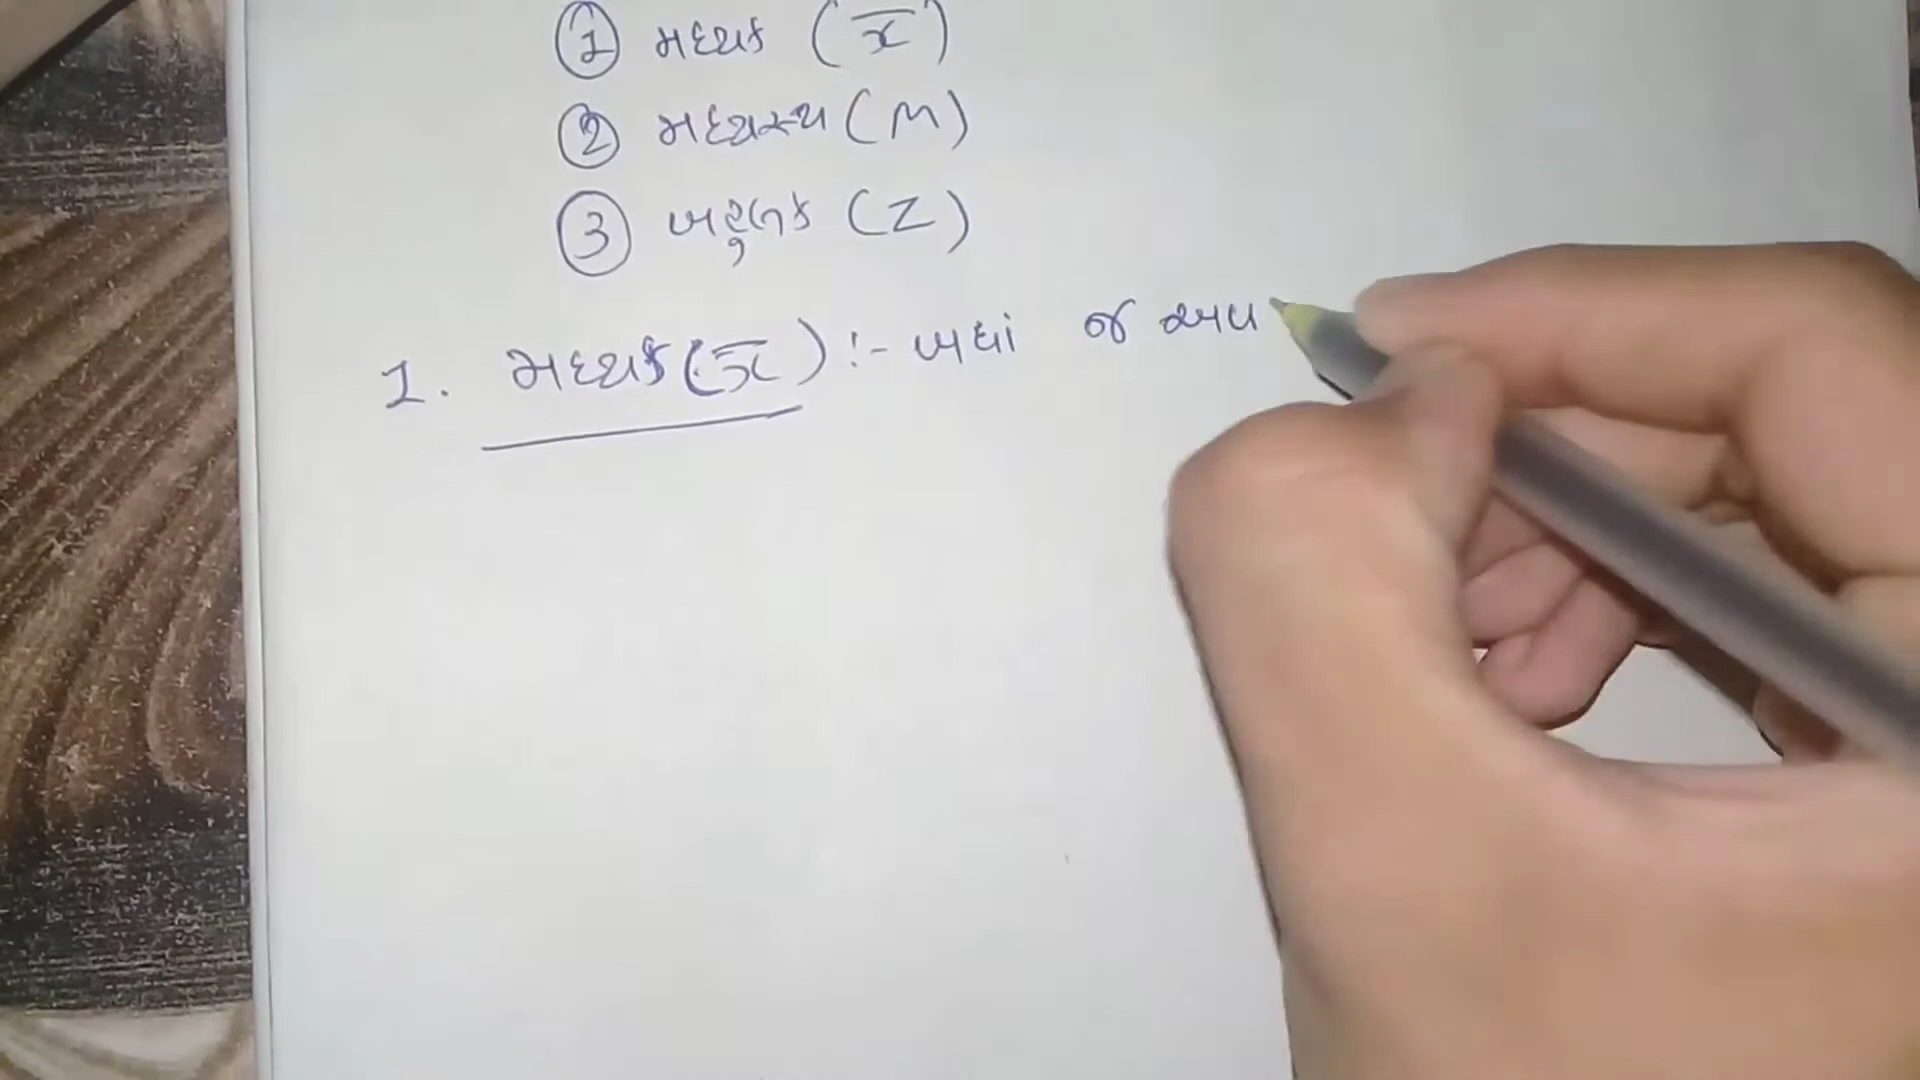 ① મધ્યક (x̄)
② મધ્યસ્થ (M)
③ બહુલક (Z)
1. મધ્યક (x̄) :- બધાં જ અવ